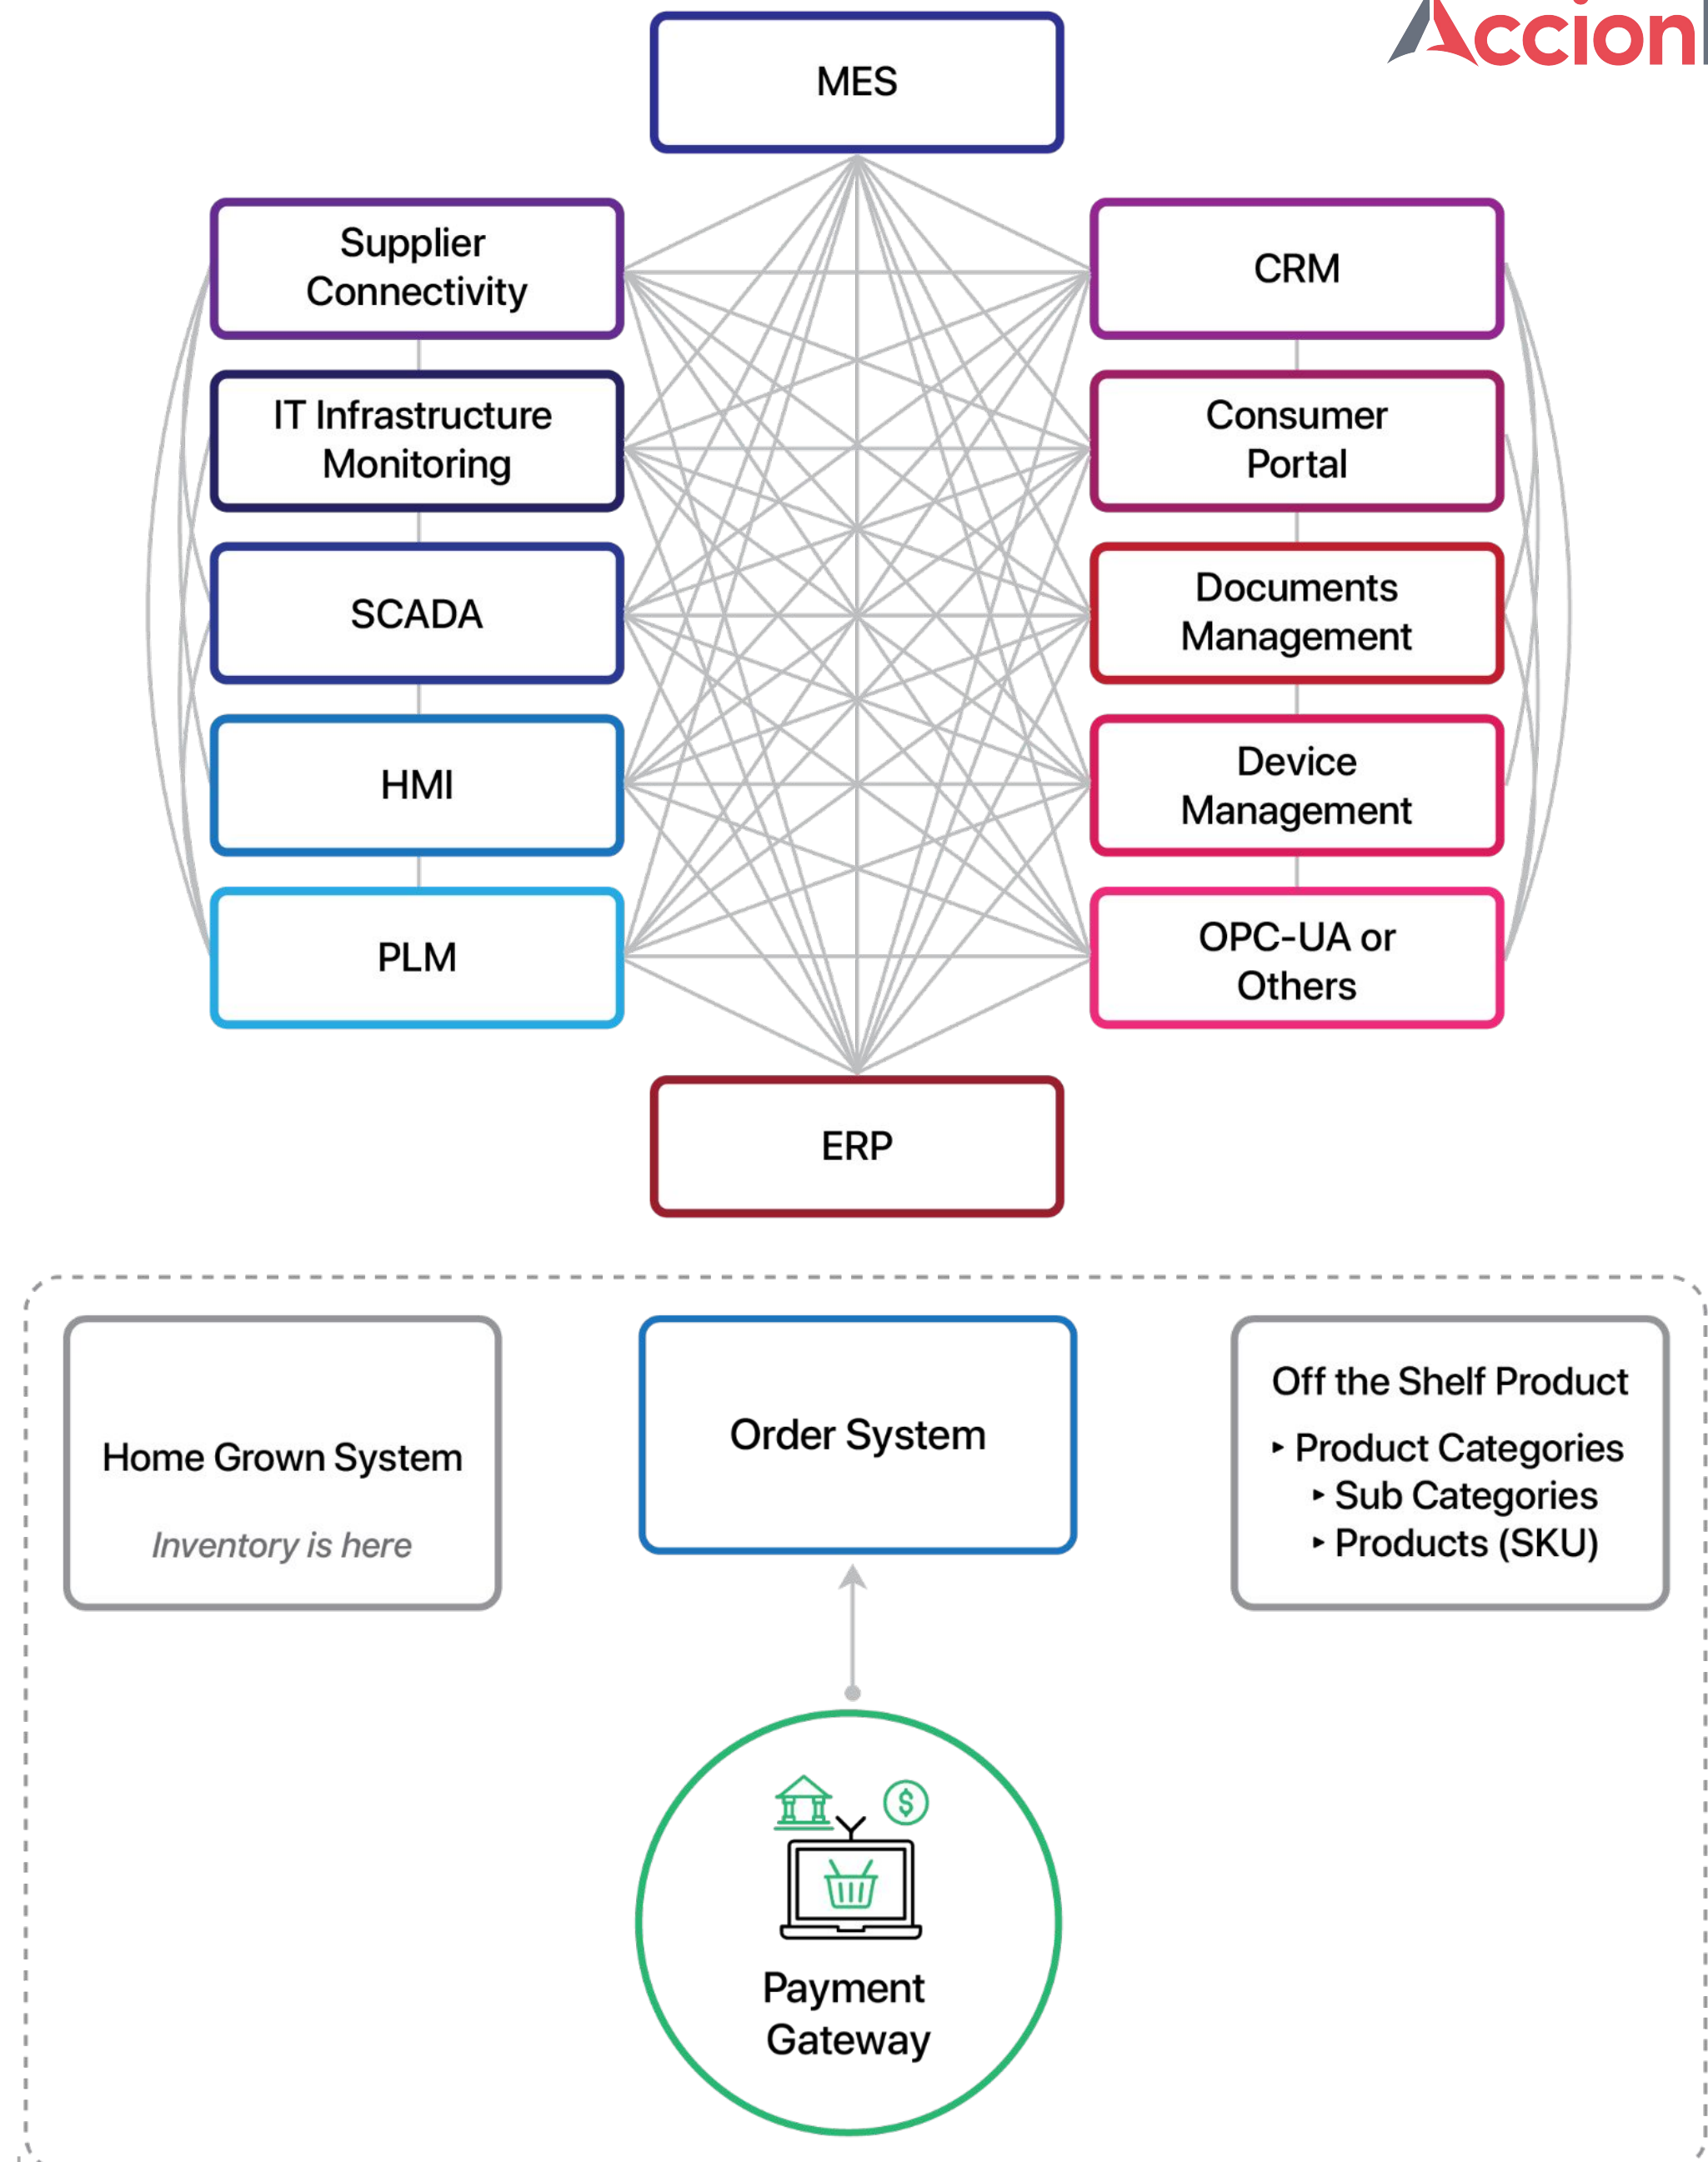 Accion
MES
Supplier
Connectivity
CRM
IT Infrastructure
Monitoring
Consumer
Portal
SCADA
Documents
Management
HMI
Device
Management
PLM
OPC-UA or
Others
ERP
Home Grown System
Inventory is here
Order System
Off the Shelf Product
‣ Product Categories
‣ Sub Categories
‣ Products (SKU)
$
Payment
Gateway